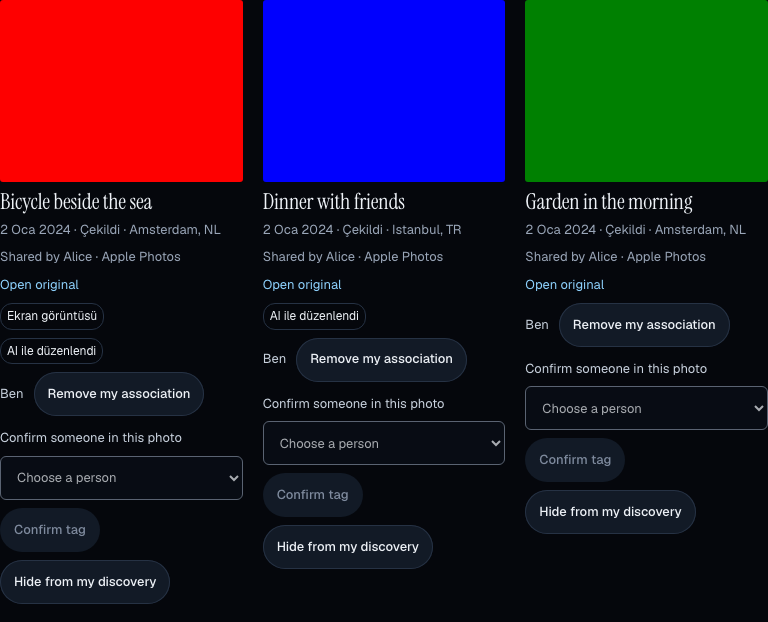 Bicycle beside the sea
2 Oca 2024 · Çekildi · Amsterdam, NL
Shared by Alice · Apple Photos
Open original
Ekran görüntüsü
AI ile düzenlendi
Ben Remove my association
Confirm someone in this photo
Choose a person
Confirm tag
Hide from my discovery
Dinner with friends
2 Oca 2024 · Çekildi · Istanbul, TR
Shared by Alice · Apple Photos
Open original
AI ile düzenlendi
Ben Remove my association
Confirm someone in this photo
Choose a person
Confirm tag
Hide from my discovery
Garden in the morning
2 Oca 2024 · Çekildi · Amsterdam, NL
Shared by Alice · Apple Photos
Open original
Ben Remove my association
Confirm someone in this photo
Choose a person
Confirm tag
Hide from my discovery